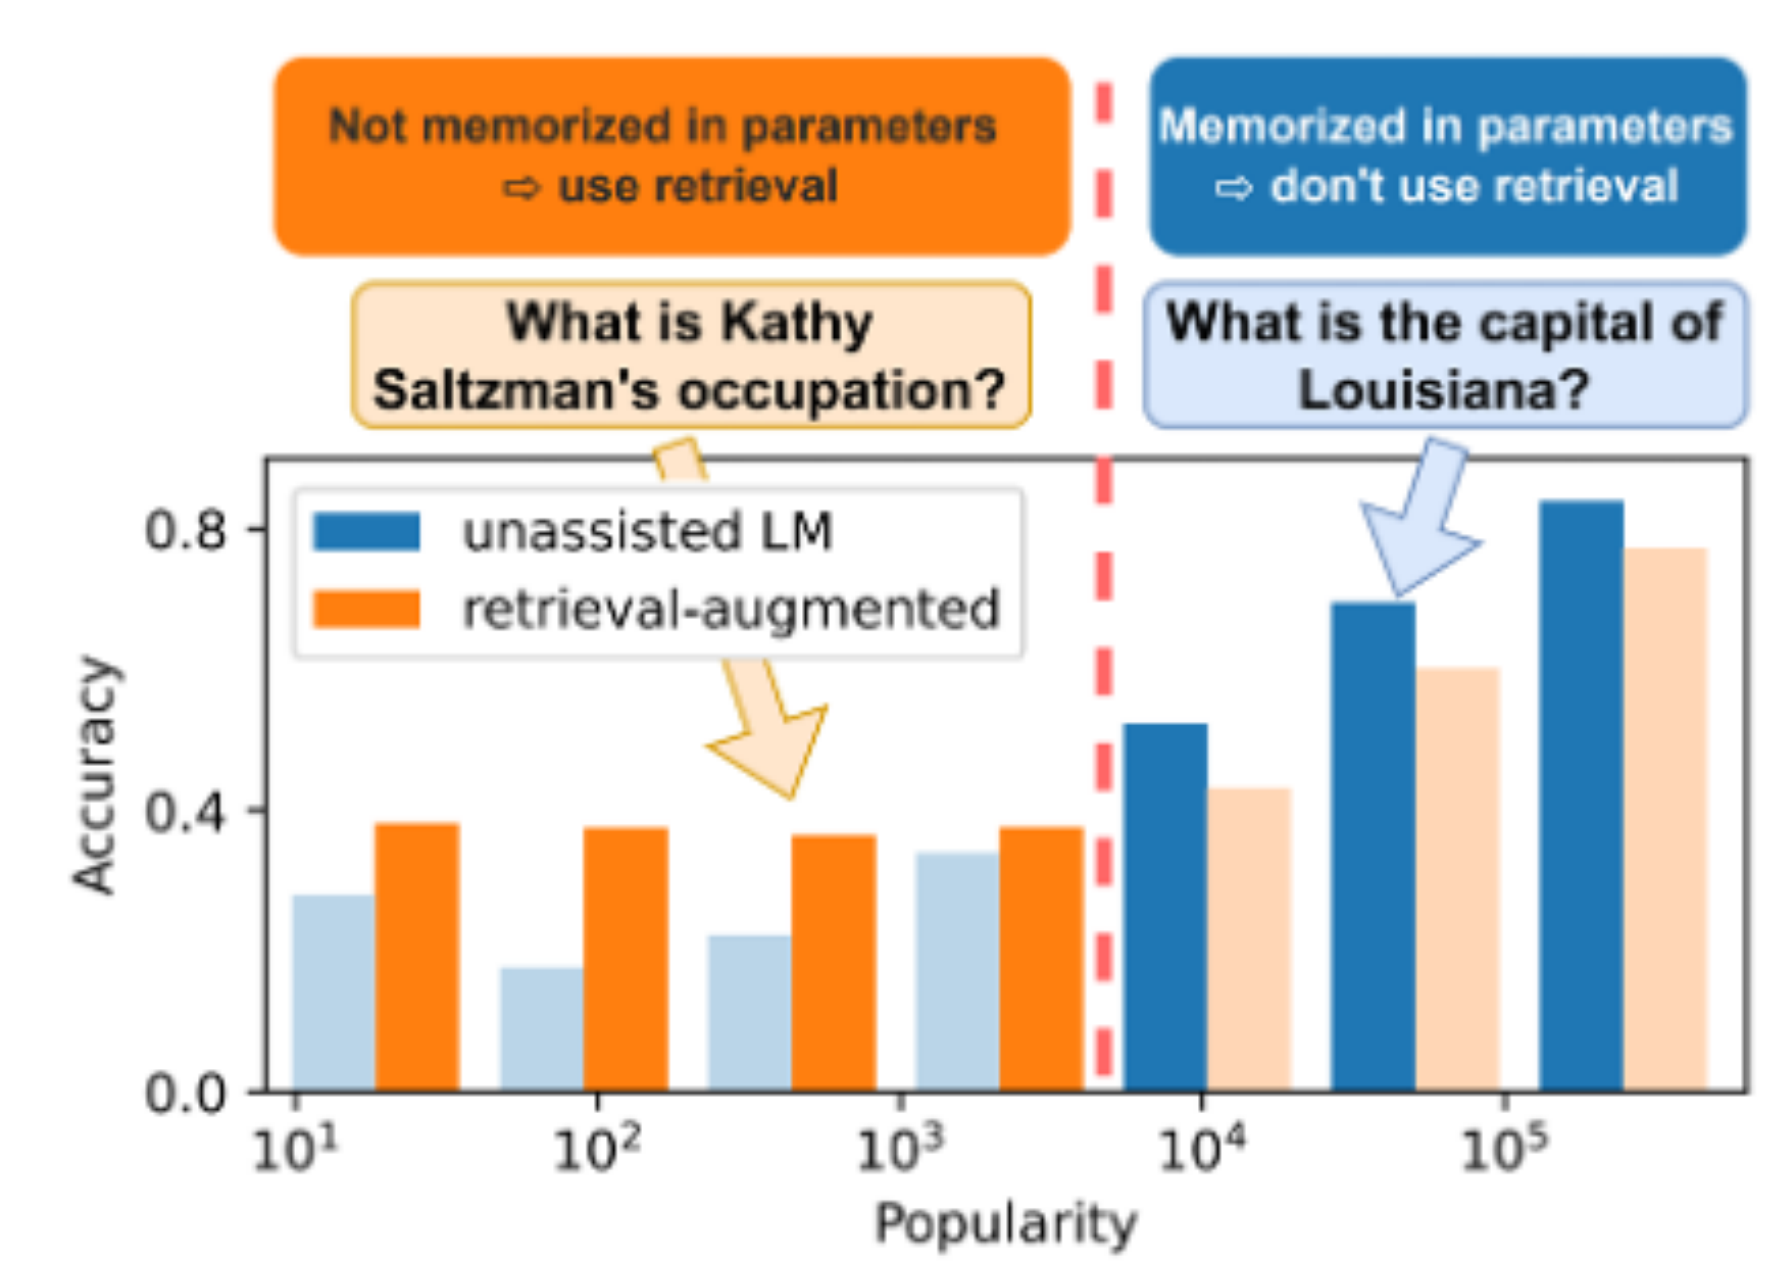 Not memorized in parameters
⇨ use retrieval
Memorized in parameters
⇨ don't use retrieval
What is Kathy
Saltzman's occupation?
What is the capital of
Louisiana?
unassisted LM
retrieval-augmented
Accuracy
0.8
0.4
0.0
10¹ 10² 10³ 10⁴ 10⁵
Popularity